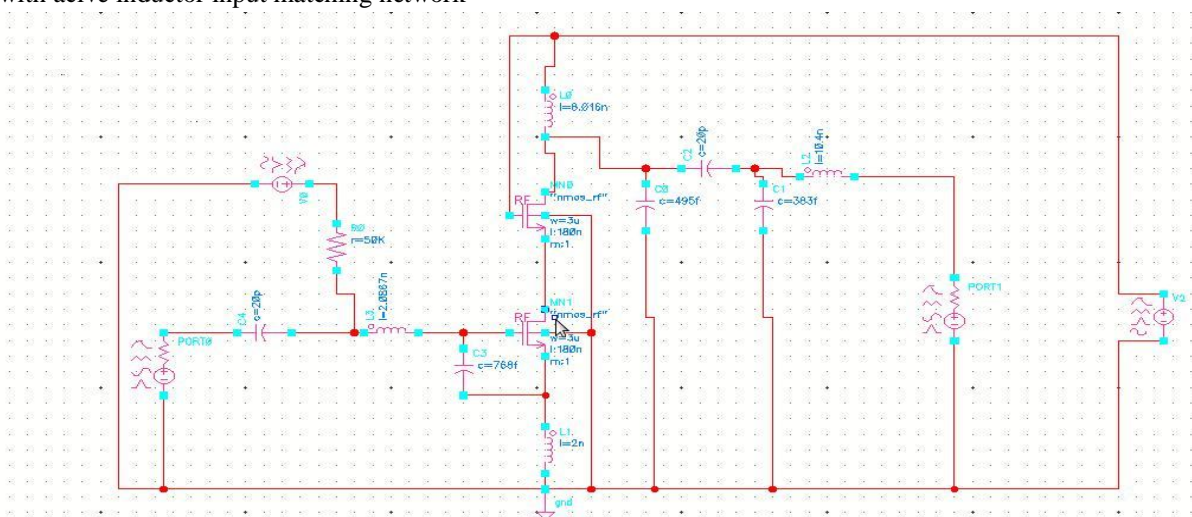 with active inductor input matching network
L0
l=8.016n
C2
c=20p
L2
l=10.4n
V0
MN0
"nmos_rf"
RF
w=3u
l:180n
m:1
C0
c=495f
C1
c=383f
R0
r=50K
C4
c=20p
L3
l=2.0867n
MN1
"nmos_rf"
RF
w=3u
l:180n
m:1
PORT0
C3
c=768f
PORT1
V2
L1
l=2n
gnd